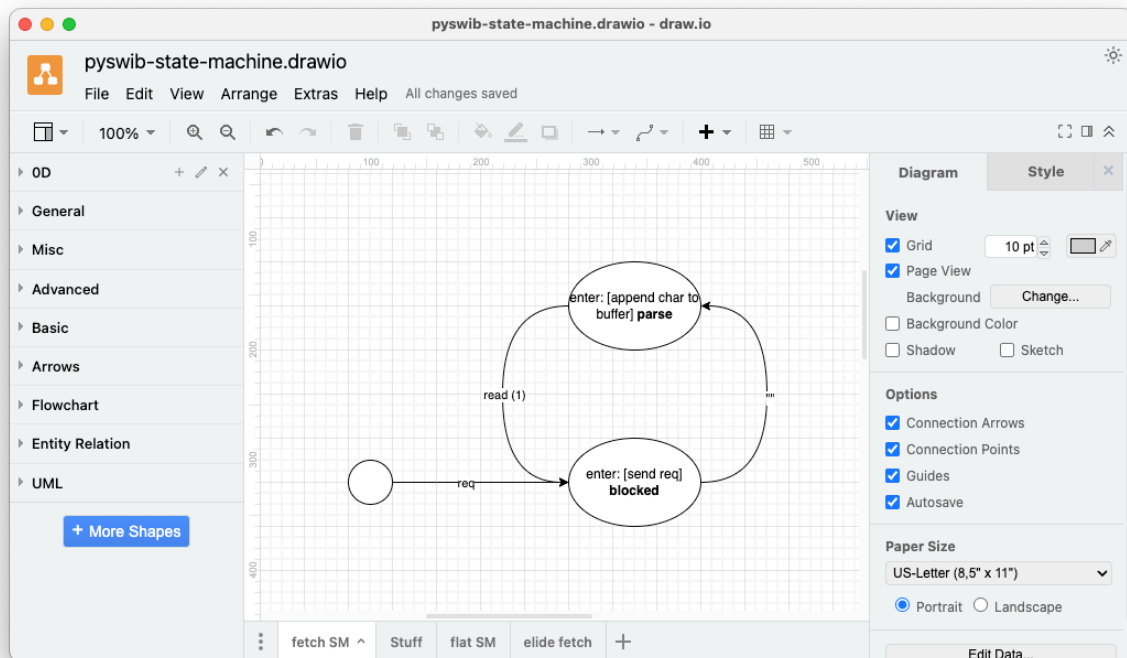 pyswib-state-machine.drawio - draw.io
pyswib-state-machine.drawio
File Edit View Arrange Extras Help All changes saved
100%
0D
General
Misc
Advanced
Basic
Arrows
Flowchart
Entity Relation
UML
+ More Shapes
0 100 200 300 400 500
100
200
300
400
enter: [append char to
buffer] parse
read (1)
""
enter: [send req]
blocked
req
fetch SM
Stuff
flat SM
elide fetch
Diagram
Style
View
Grid
10 pt
Page View
Background
Change...
Background Color
Shadow
Sketch
Options
Connection Arrows
Connection Points
Guides
Autosave
Paper Size
US-Letter (8,5" x 11")
Portrait
Landscape
Edit Data...